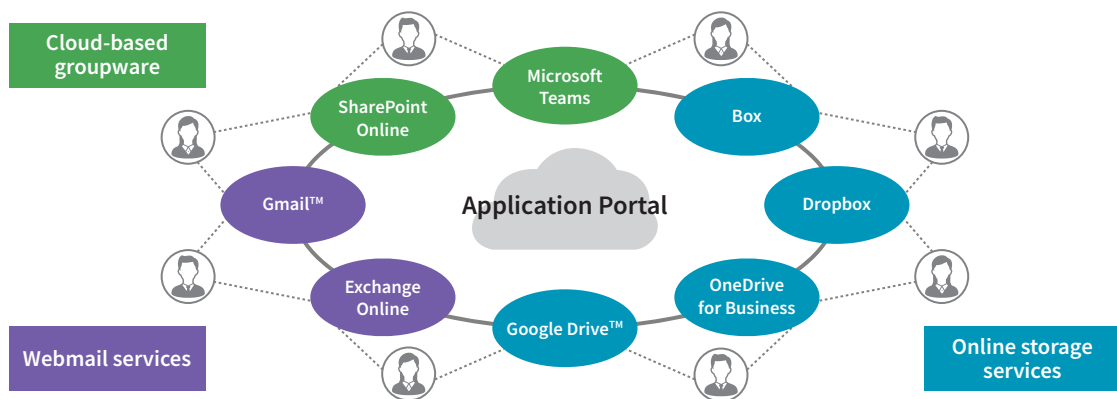 Cloud-based
groupware
Microsoft
Teams
SharePoint
Online
Box
Gmail™
Application Portal
Dropbox
Exchange
Online
OneDrive
for Business
Google Drive™
Webmail services
Online storage
services